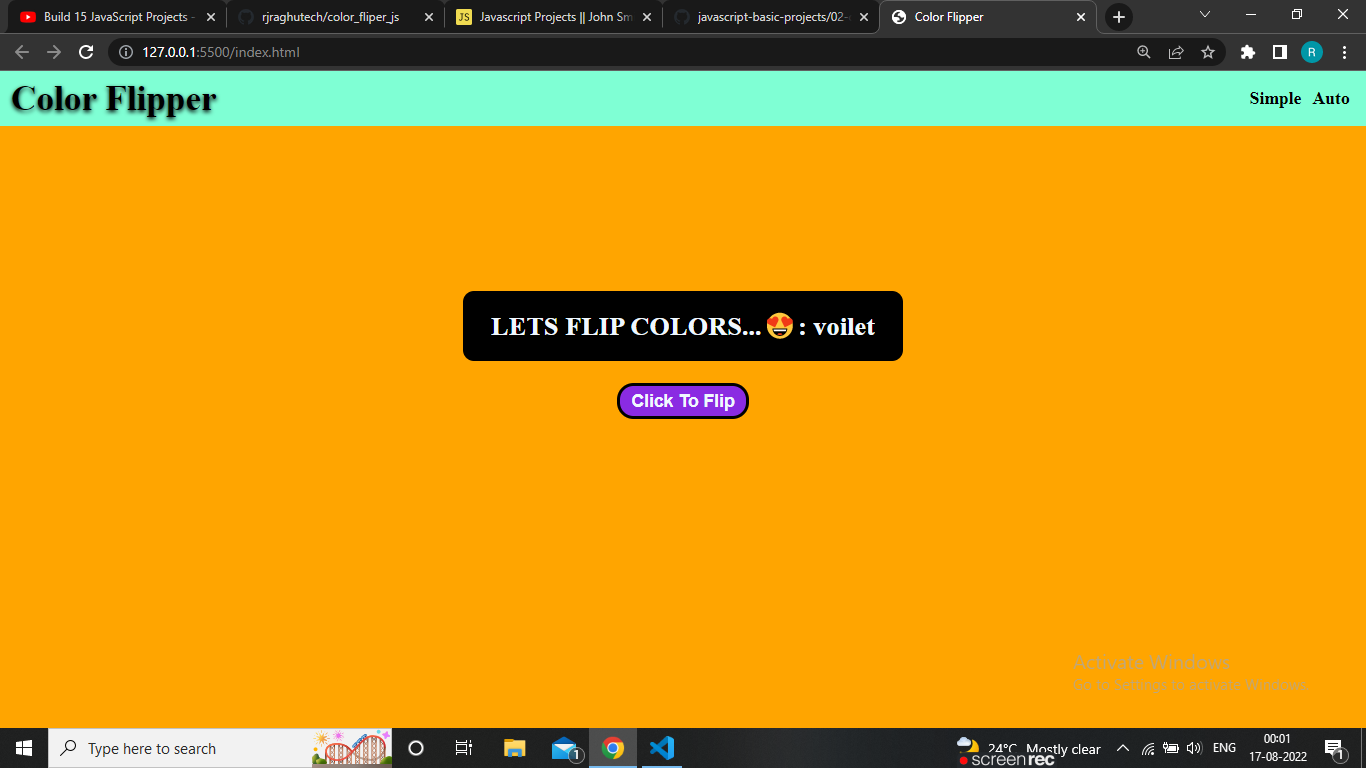 Build 15 JavaScript Projects -
rjraghutech/color_fliper_js
JS
Javascript Projects || John Sm
javascript-basic-projects/02-
Color Flipper
127.0.0.1:5500/index.html
R
Color Flipper
Simple Auto
LETS FLIP COLORS...😍 : voilet
Click To Flip
Activate Windows
Go to Settings to activate Windows.
Type here to search
1
24°C Mostly clear
screenrec
ENG
00:01
17-08-2022
1